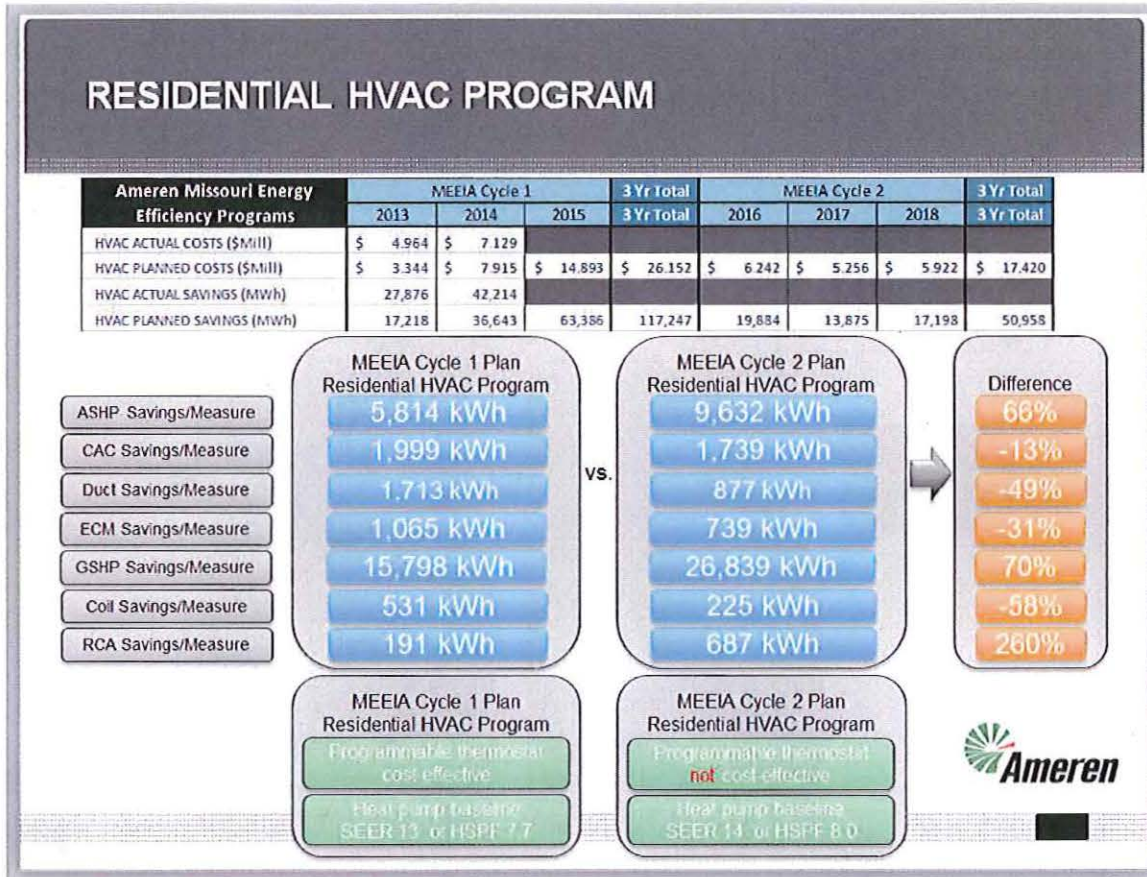 RESIDENTIAL HVAC PROGRAM
Ameren Missouri Energy Efficiency Programs MEEIA Cycle 1 3 Yr Total MEEIA Cycle 2 3 Yr Total
2013 2014 2015 3 Yr Total 2016 2017 2018 3 Yr Total
HVAC ACTUAL COSTS ($Mill) $ 4.964 $ 7.129
HVAC PLANNED COSTS ($Mill) $ 3.344 $ 7.915 $ 14.893 $ 26.152 $ 6.242 $ 5.256 $ 5.922 $ 17.420
HVAC ACTUAL SAVINGS (MWh) 27,876 42,214
HVAC PLANNED SAVINGS (MWh) 17,218 36,643 63,386 117,247 19,884 13,875 17,198 50,958
MEEIA Cycle 1 Plan
Residential HVAC Program
MEEIA Cycle 2 Plan
Residential HVAC Program
Difference
ASHP Savings/Measure 5,814 kWh 9,632 kWh 66%
CAC Savings/Measure 1,999 kWh 1,739 kWh -13%
vs.
Duct Savings/Measure 1,713 kWh 877 kWh -49%
ECM Savings/Measure 1,065 kWh 739 kWh -31%
GSHP Savings/Measure 15,798 kWh 26,839 kWh 70%
Coil Savings/Measure 531 kWh 225 kWh -58%
RCA Savings/Measure 191 kWh 687 kWh 260%
MEEIA Cycle 1 Plan
Residential HVAC Program
Programmable thermostat
cost effective
Heat pump baseline
SEER 13 or HSPF 7.7
MEEIA Cycle 2 Plan
Residential HVAC Program
Programmable thermostat
not cost-effective
Heat pump baseline
SEER 14 or HSPF 8.0
Ameren